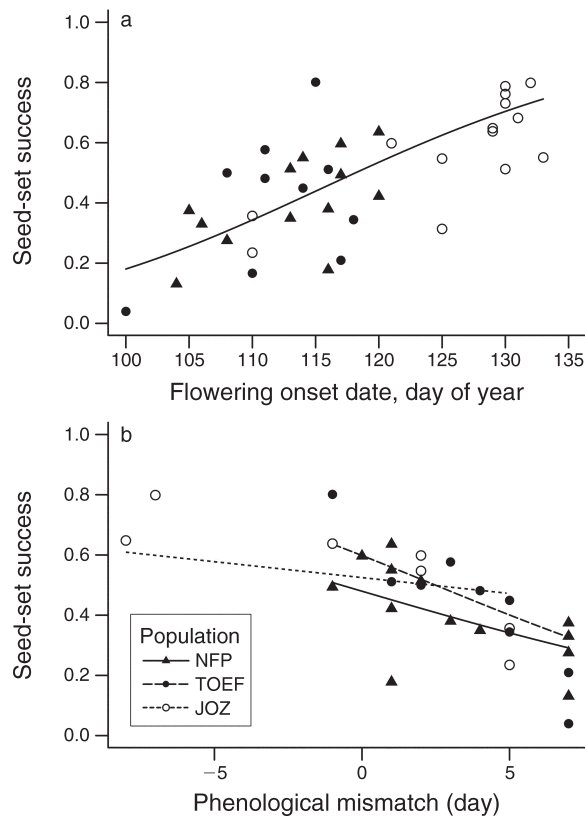 a
1.0
0.8
0.6
0.4
0.2
0.0
Seed-set success
100 105 110 115 120 125 130 135
Flowering onset date, day of year
b
1.0
0.8
0.6
0.4
0.2
0.0
Seed-set success
Population
NFP
TOEF
JOZ
−5 0 5
Phenological mismatch (day)